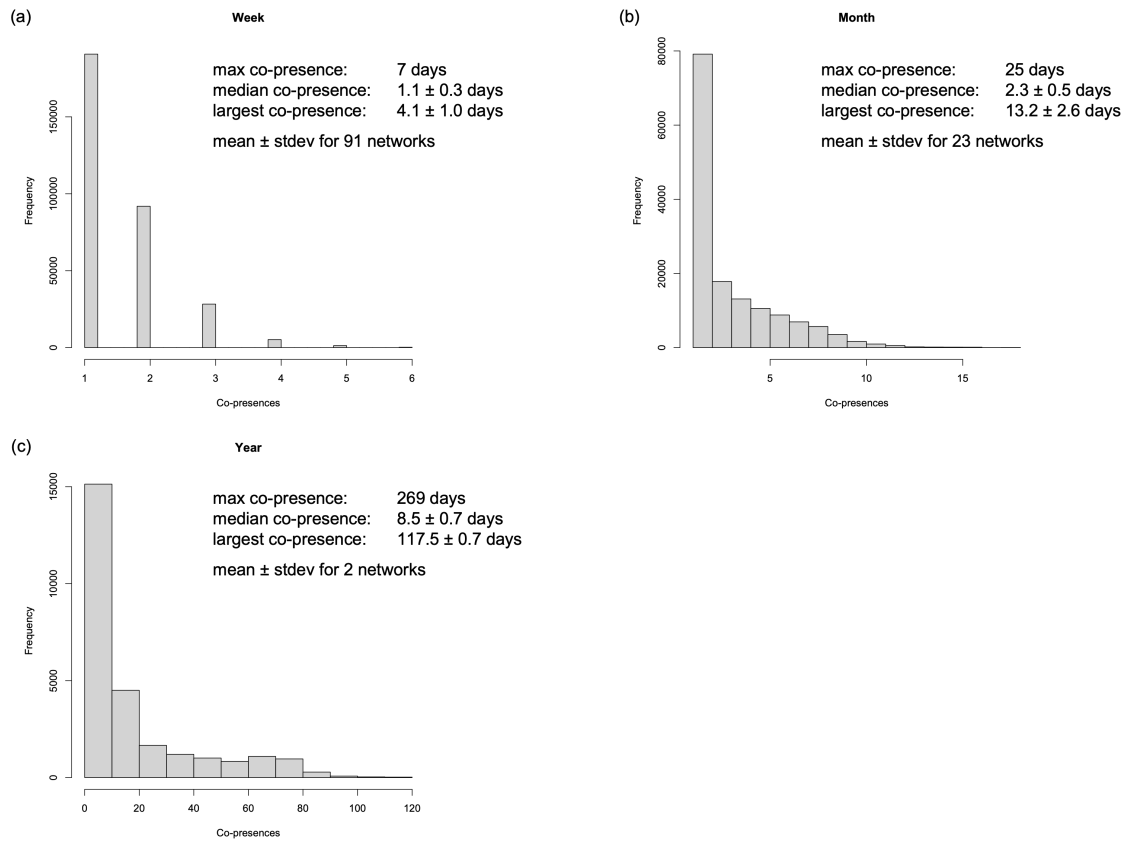 (a)
Week
max co-presence: 7 days
median co-presence: 1.1 ± 0.3 days
largest co-presence: 4.1 ± 1.0 days
mean ± stdev for 91 networks
Frequency
0
50000
100000
150000
1 2 3 4 5 6
Co-presences
(b)
Month
max co-presence: 25 days
median co-presence: 2.3 ± 0.5 days
largest co-presence: 13.2 ± 2.6 days
mean ± stdev for 23 networks
Frequency
0
20000
40000
60000
80000
5 10 15
Co-presences
(c)
Year
max co-presence: 269 days
median co-presence: 8.5 ± 0.7 days
largest co-presence: 117.5 ± 0.7 days
mean ± stdev for 2 networks
Frequency
0
5000
10000
15000
0 20 40 60 80 100 120
Co-presences